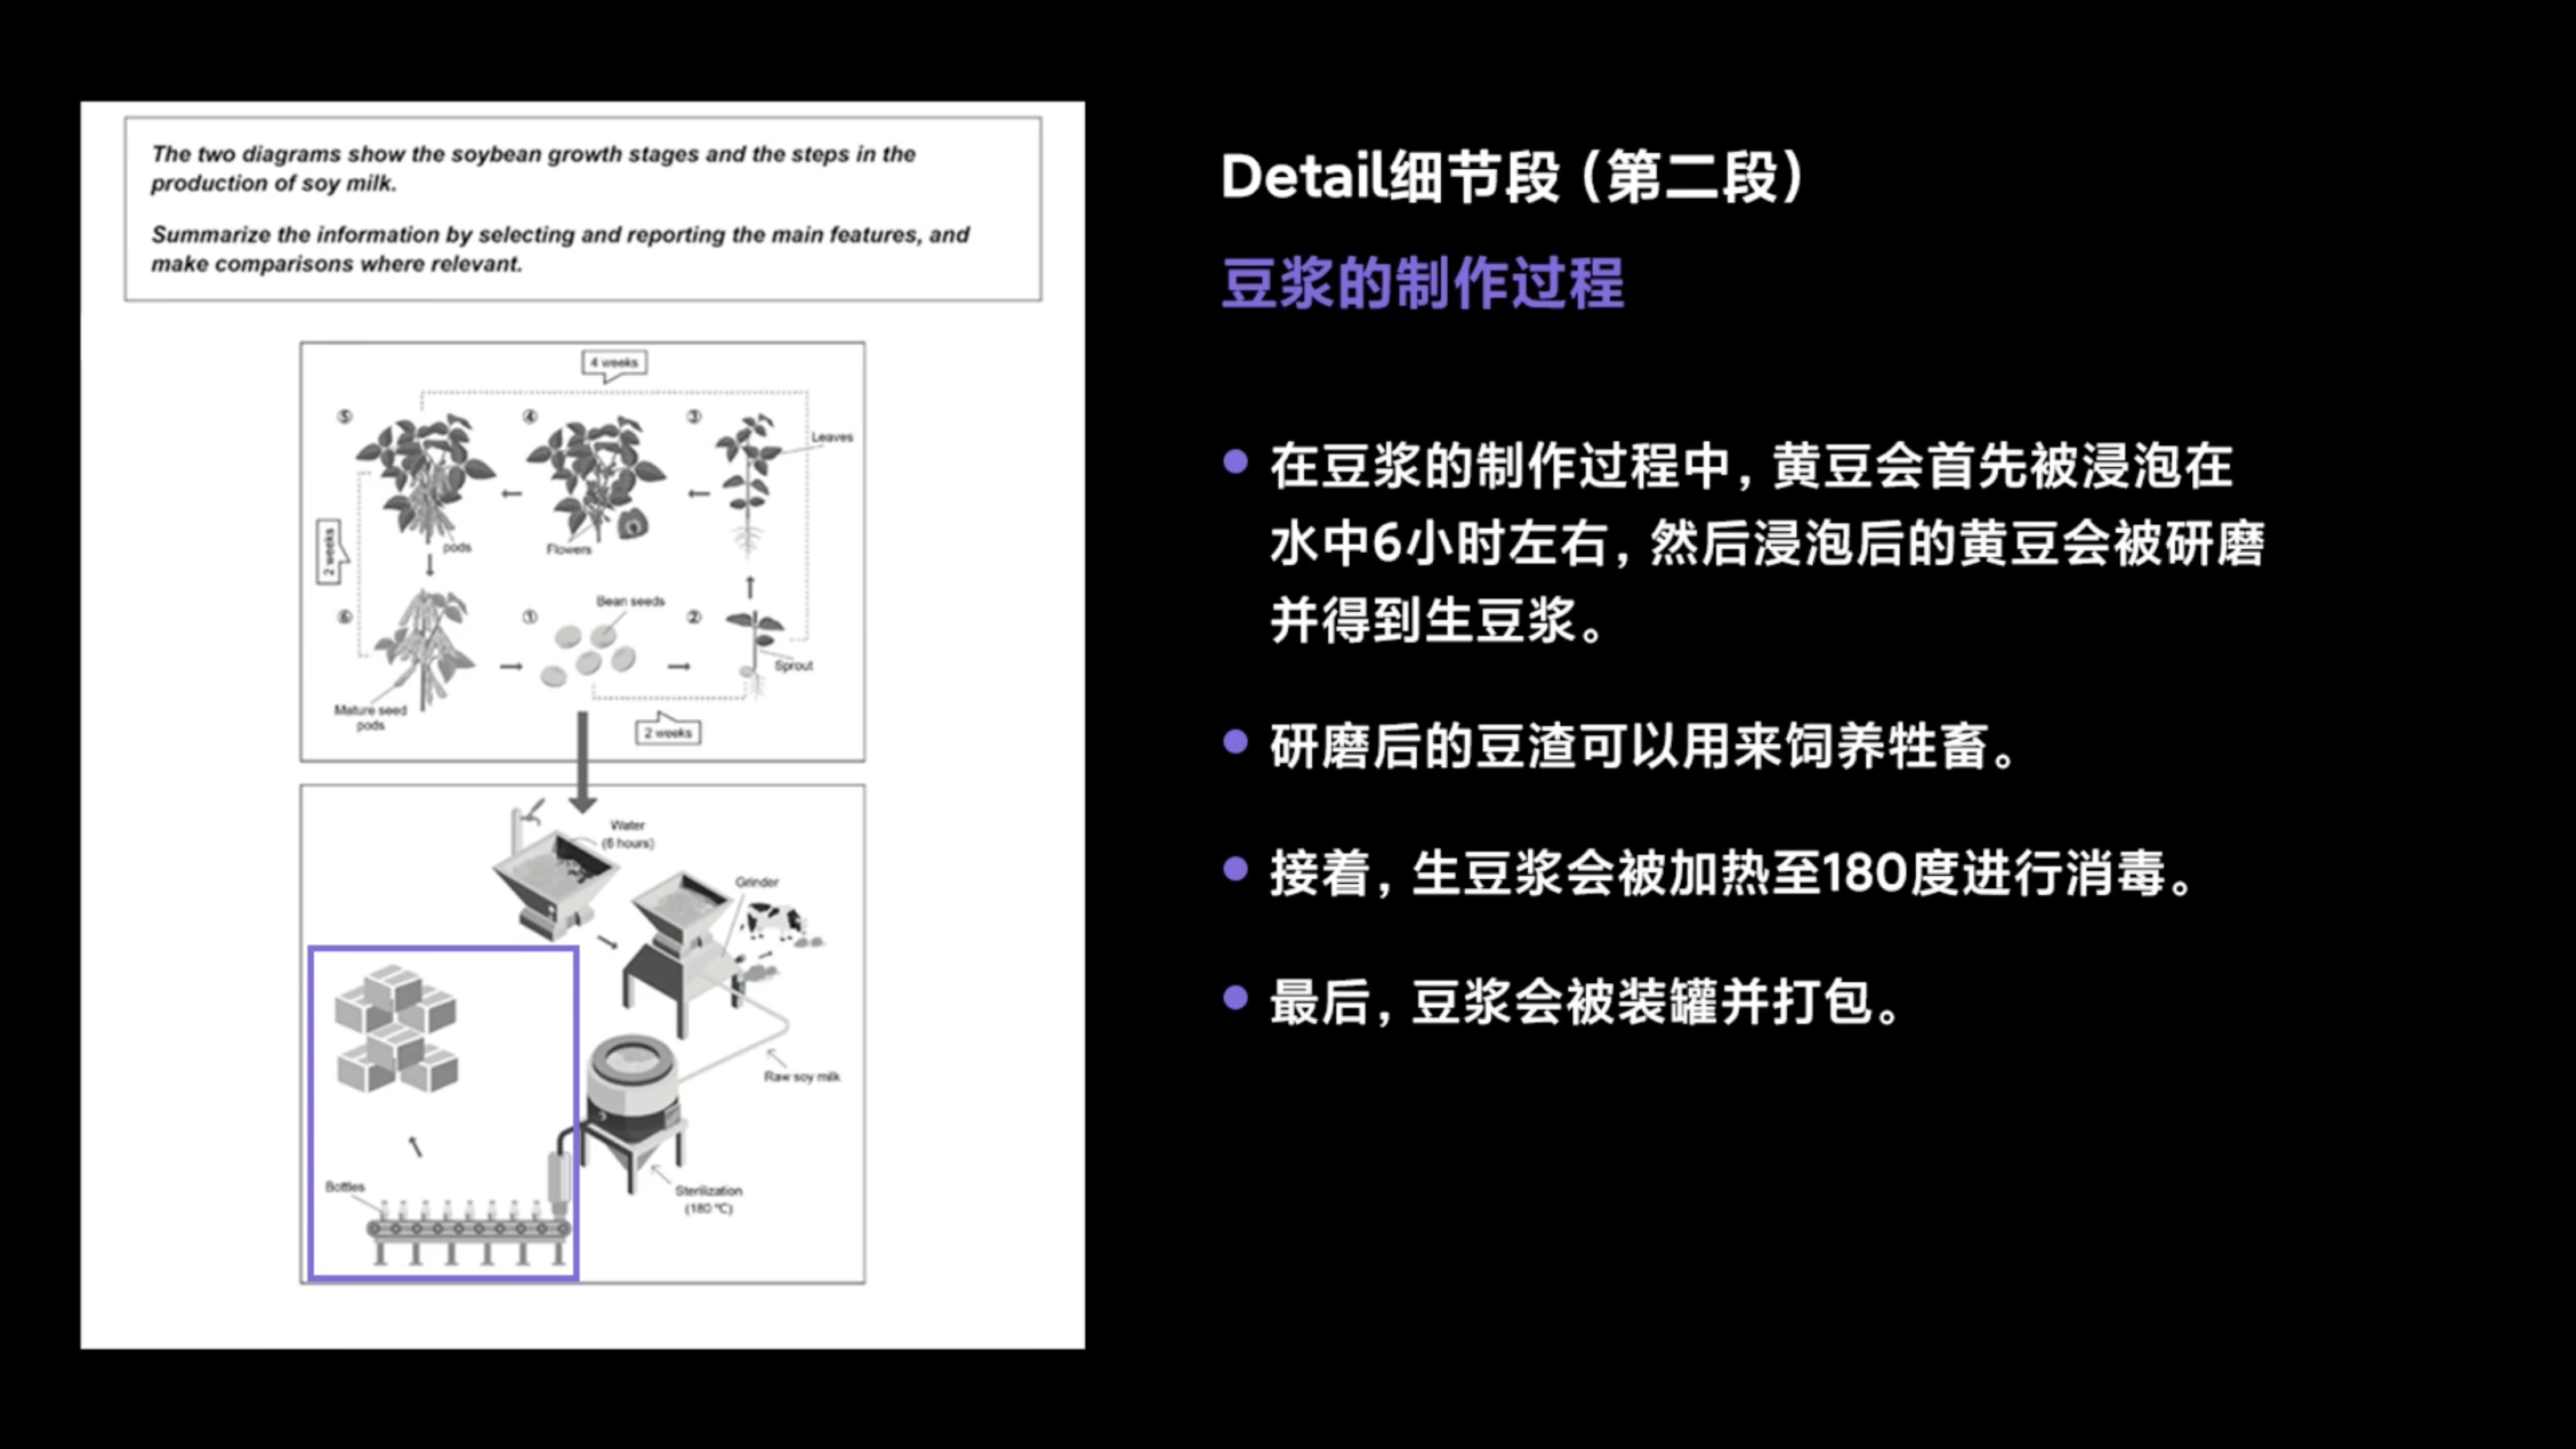 The two diagrams show the soybean growth stages and the steps in the
production of soy milk.
Summarize the information by selecting and reporting the main features, and
make comparisons where relevant.
4 weeks
⑤
④
③
Leaves
2 weeks
pods
Flowers
⑥
①
Bean seeds
②
Sprout
Mature seed
pods
2 weeks
Water
(6 hours)
Grinder
Raw soy milk
Bottles
Sterilization
(180 ℃)
Detail细节段（第二段）
豆浆的制作过程
在豆浆的制作过程中，黄豆会首先被浸泡在
水中6小时左右，然后浸泡后的黄豆会被研磨
并得到生豆浆。
研磨后的豆渣可以用来饲养牲畜。
接着，生豆浆会被加热至180度进行消毒。
最后，豆浆会被装罐并打包。